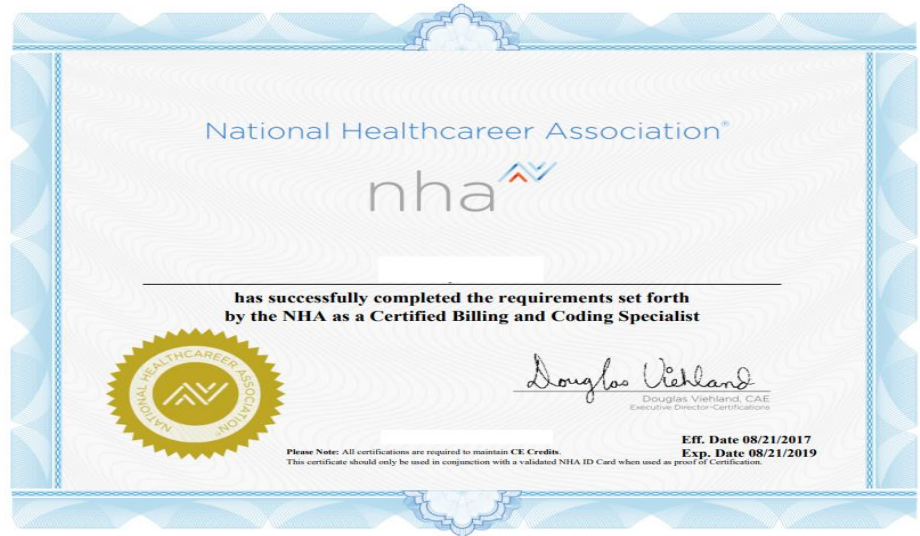 National Healthcareer Association®
nha
has successfully completed the requirements set forth
by the NHA as a Certified Billing and Coding Specialist
NATIONAL HEALTHCAREER ASSOCIATION®
Douglas Viehland
Douglas Viehland, CAE
Executive Director-Certifications
Eff. Date 08/21/2017
Please Note: All certifications are required to maintain CE Credits.
Exp. Date 08/21/2019
This certificate should only be used in conjunction with a validated NHA ID Card when used as proof of Certification.